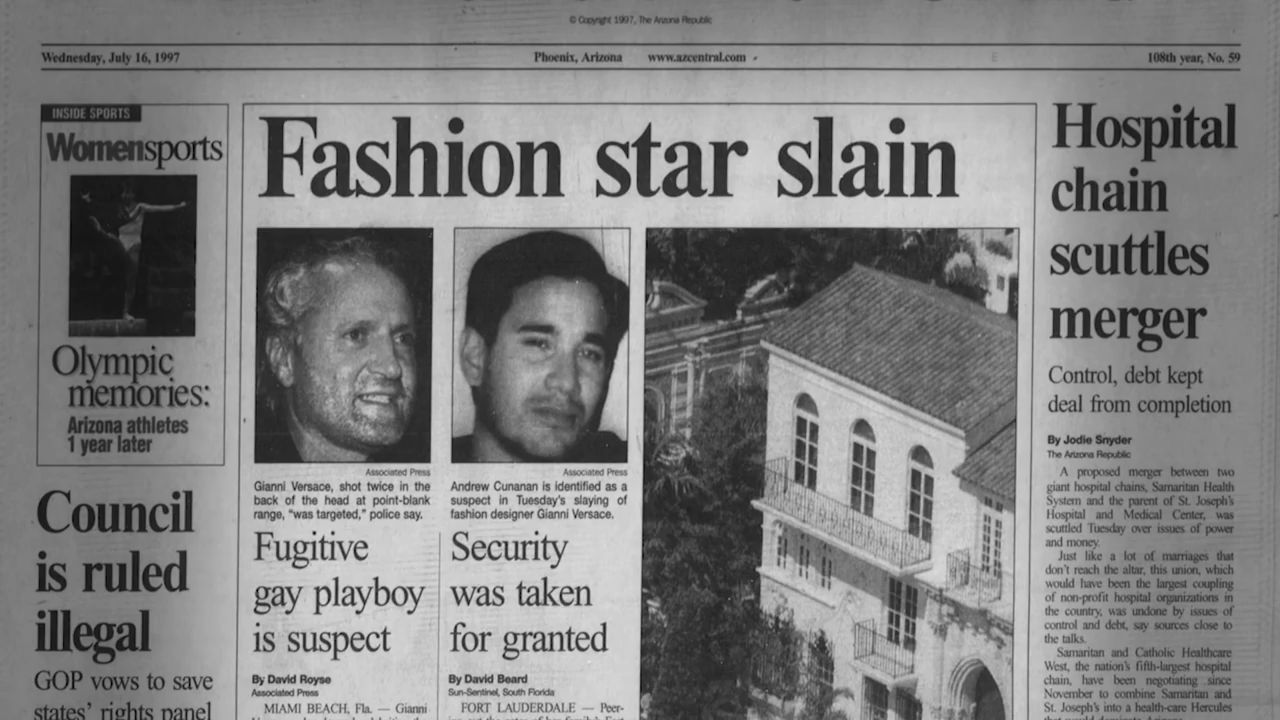 © Copyright 1997, The Arizona Republic
Wednesday, July 16, 1997
Phoenix, Arizona www.azcentral.com
108th year, No. 59
INSIDE SPORTS
Womensports
Olympic
memories:
Arizona athletes
1 year later
Council
is ruled
illegal
GOP vows to save
states' rights panel
Fashion star slain
Associated Press
Gianni Versace, shot twice in the
back of the head at point-blank
range, "was targeted," police say.
Fugitive
gay playboy
is suspect
By David Royse
Associated Press
MIAMI BEACH, Fla. — Gianni
Associated Press
Andrew Cunanan is identified as a
suspect in Tuesday's slaying of
fashion designer Gianni Versace.
Security
was taken
for granted
By David Beard
Sun-Sentinel, South Florida
FORT LAUDERDALE — Peer-
Hospital
chain
scuttles
merger
Control, debt kept
deal from completion
By Jodie Snyder
The Arizona Republic
A proposed merger between two
giant hospital chains, Samaritan Health
System and the parent of St. Joseph's
Hospital and Medical Center, was
scuttled Tuesday over issues of power
and money.
Just like a lot of marriages that
don't reach the altar, this union, which
would have been the largest coupling
of non-profit hospital organizations in
the country, was undone by issues of
control and debt, say sources close to
the talks.
Samaritan and Catholic Healthcare
West, the nation's fifth-largest hospital
chain, have been negotiating since
November to combine Samaritan and
St. Joseph's into a health-care Hercules